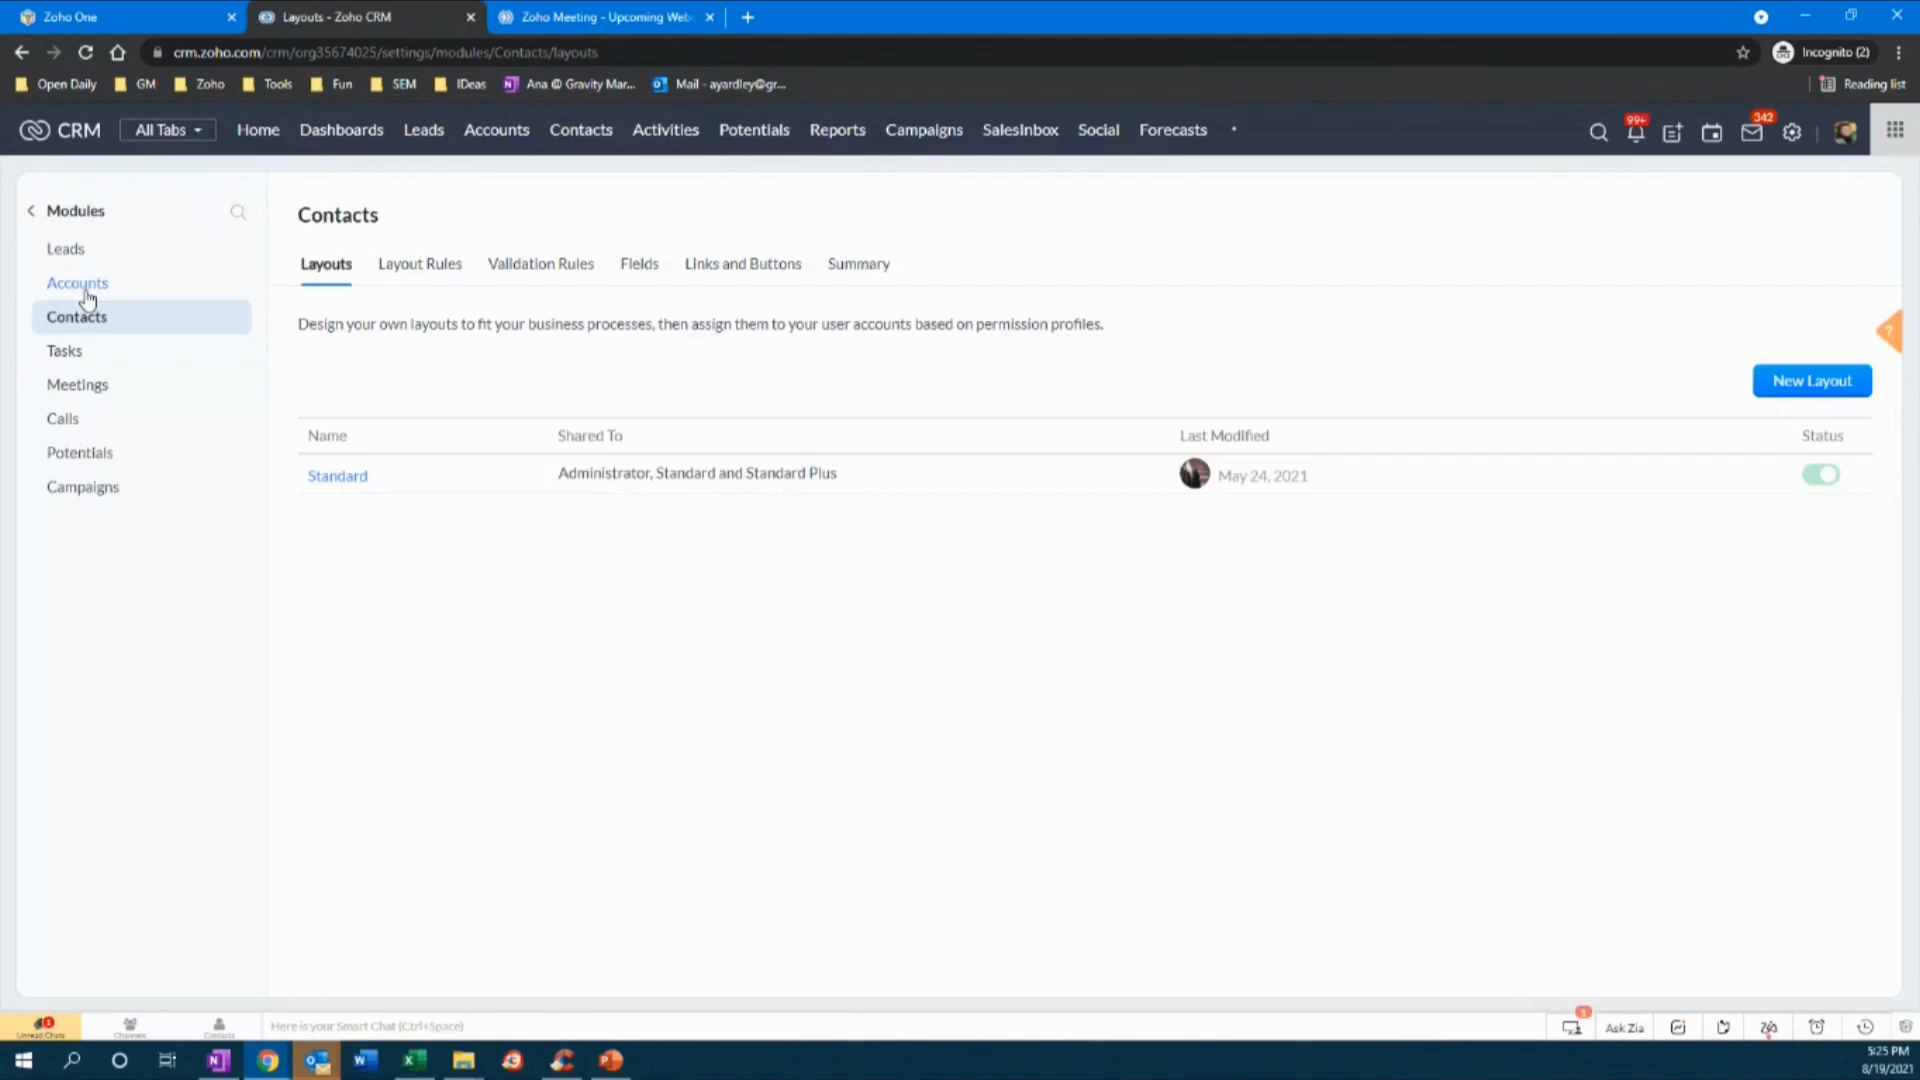 Zoho One
Layouts - Zoho CRM
Zoho Meeting - Upcoming Web
crm.zoho.com/crm/org35674025/settings/modules/Contacts/layouts
Incognito (2)
Open Daily
GM
Zoho
Tools
Fun
SEM
IDeas
Ana @ Gravity Mar...
Mail - ayardley@gr...
Reading list
CRM
All Tabs
Home
Dashboards
Leads
Accounts
Contacts
Activities
Potentials
Reports
Campaigns
SalesInbox
Social
Forecasts
99+
342
Modules
Leads
Accounts
Contacts
Tasks
Meetings
Calls
Potentials
Campaigns
Contacts
Layouts
Layout Rules
Validation Rules
Fields
Links and Buttons
Summary
Design your own layouts to fit your business processes, then assign them to your user accounts based on permission profiles.
?
New Layout
Name
Shared To
Last Modified
Status
Standard
Administrator, Standard and Standard Plus
May 24, 2021
Unread Chats
Channels
Contacts
Here is your Smart Chat (Ctrl+Space)
1
Ask Zia
5:25 PM
8/19/2021